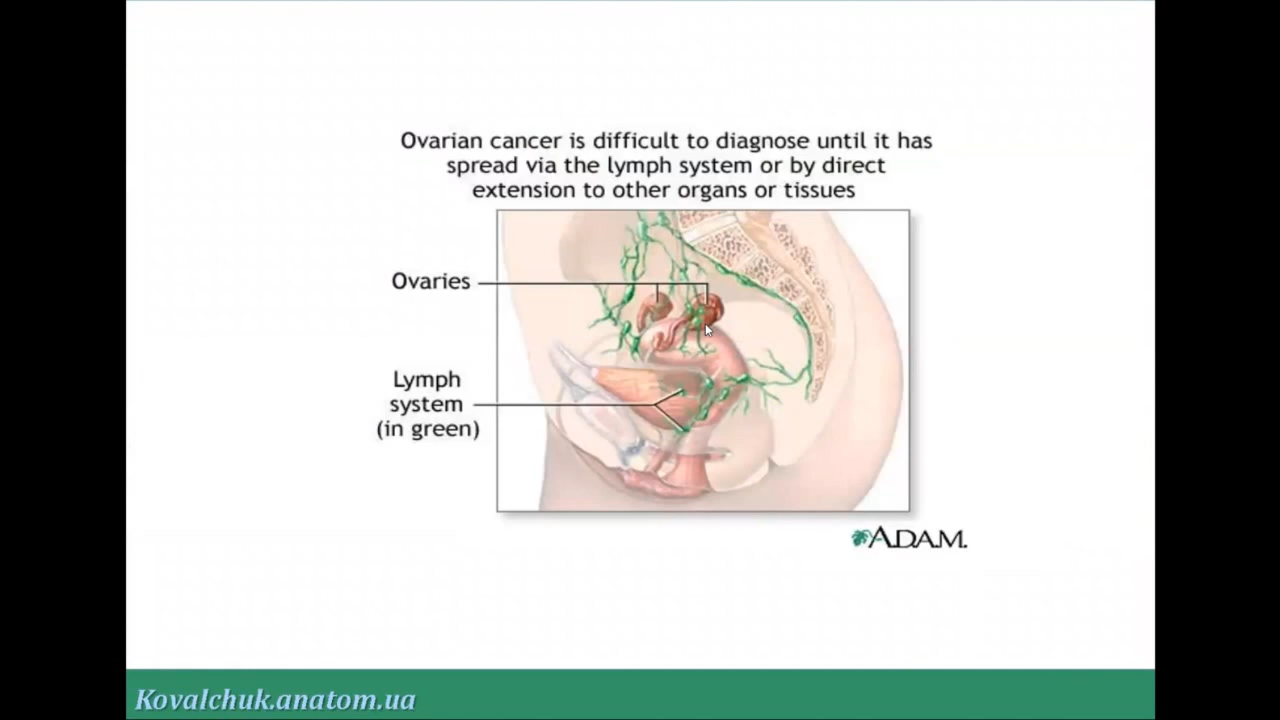 Ovarian cancer is difficult to diagnose until it has
spread via the lymph system or by direct
extension to other organs or tissues
Ovaries
Lymph
system
(in green)
A.D.A.M.
Kovalchuk.anatom.ua